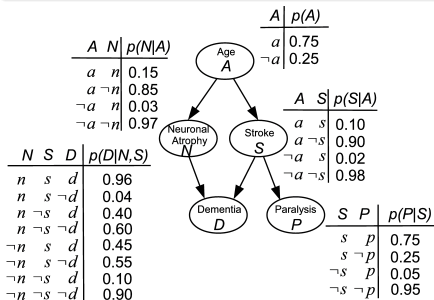 A p(A)
a 0.75
¬a 0.25
A N p(N|A)
a n 0.15
a ¬n 0.85
¬a n 0.03
¬a ¬n 0.97
Age
A
A S p(S|A)
a s 0.10
a ¬s 0.90
¬a s 0.02
¬a ¬s 0.98
Neuronal
Atrophy
N
Stroke
S
N S D p(D|N,S)
n s d 0.96
n s ¬d 0.04
n ¬s d 0.40
n ¬s ¬d 0.60
¬n s d 0.45
¬n s ¬d 0.55
¬n ¬s d 0.10
¬n ¬s ¬d 0.90
Dementia
D
Paralysis
P
S P p(P|S)
s p 0.75
s ¬p 0.25
¬s p 0.05
¬s ¬p 0.95